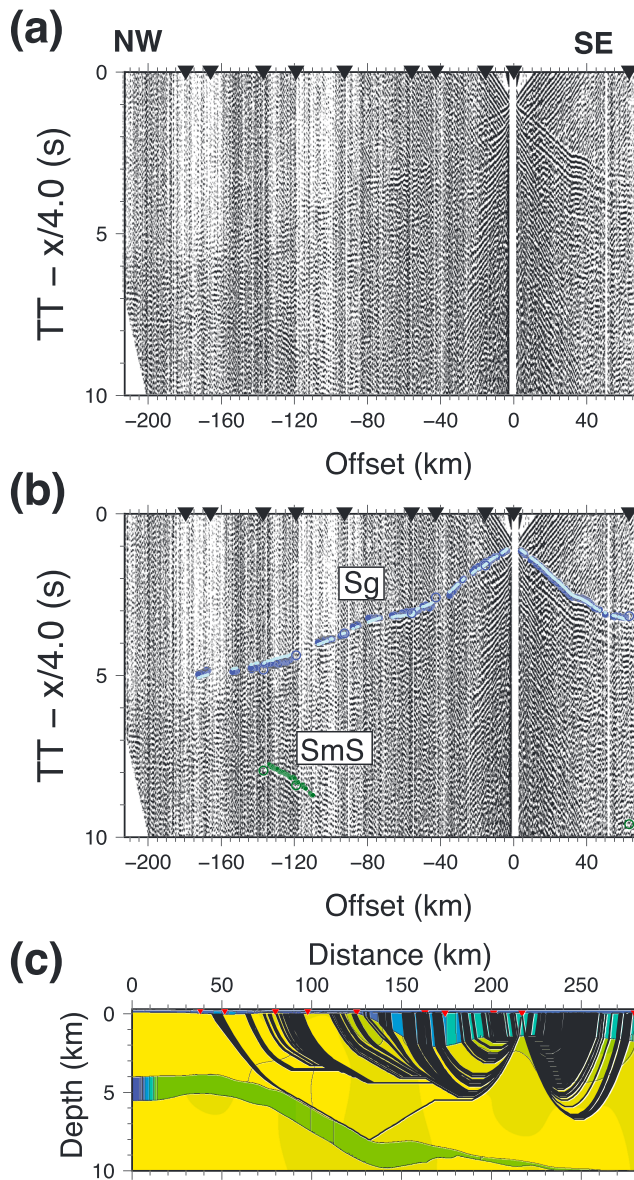 (a)
NW SE
0
5
10
TT − x/4.0 (s)
−200 −160 −120 −80 −40 0 40
Offset (km)
(b)
0
5
10
TT − x/4.0 (s)
Sg
SmS
−200 −160 −120 −80 −40 0 40
Offset (km)
(c)
Distance (km)
0 50 100 150 200 250
0
5
10
Depth (km)